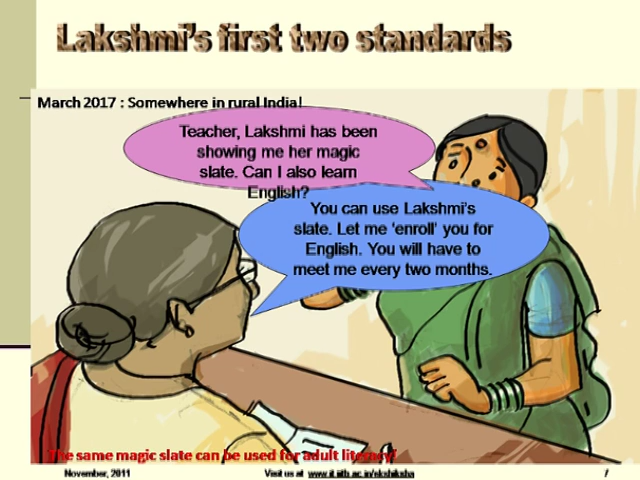 Lakshmi's first two standards
March 2017 : Somewhere in rural India!
Teacher, Lakshmi has been
showing me her magic
slate. Can I also learn
English?
You can use Lakshmi's
slate. Let me 'enroll' you for
English. You will have to
meet me every two months.
The same magic slate can be used for adult literacy!
November, 2011
Visit us at www.it.iitb.ac.in/ekshiksha